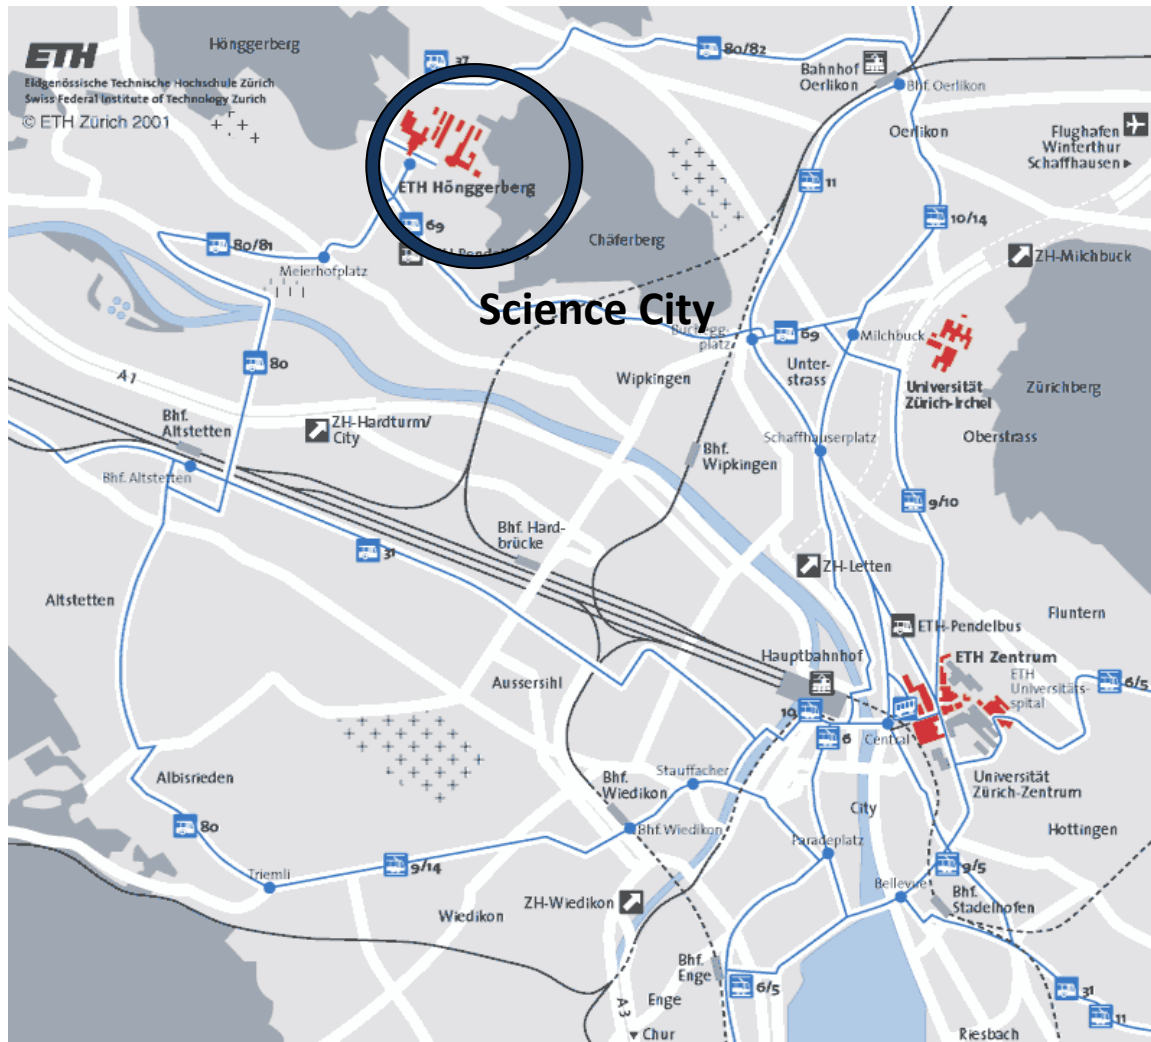 ETH
Eidgenössische Technische Hochschule Zürich
Swiss Federal Institute of Technology Zurich
© ETH Zürich 2001
Hönggerberg
37
80/82
Bahnhof
Oerlikon
Bhf. Oerlikon
Oerlikon
Flughafen
Winterthur
Schaffhausen
11
10/14
ETH Hönggerberg
69
80/81
Meierhofplatz
Chäferberg
ZH-Milchbuck
Science City
platz
69
Milchbuck
Unter-
strass
Universität
Zürich-Irchel
Zürichberg
Wipkingen
80
A1
Bhf.
Altstetten
ZH-Hardturm/
City
Oberstrass
Schaffhauserplatz
Bhf.
Wipkingen
Bhf. Altstetten
9/10
Bhf. Hard-
brücke
31
ZH-Letten
Altstetten
Fluntern
ETH-Pendelbus
Hauptbahnhof
ETH Zentrum
ETH
Universitäts-
spital
6/5
Aussersihl
10
6
Central
Stauffacher
Albisrieden
Bhf.
Wiedikon
Universität
Zürich-Zentrum
City
80
Bhf. Wiedikon
Paradeplatz
Hottingen
Triemli
9/14
9/5
Bellevue
Bhf.
Stadelhofen
ZH-Wiedikon
Wiedikon
Bhf.
Enge
6/5
31
A3
Enge
11
Chur
Riesbach